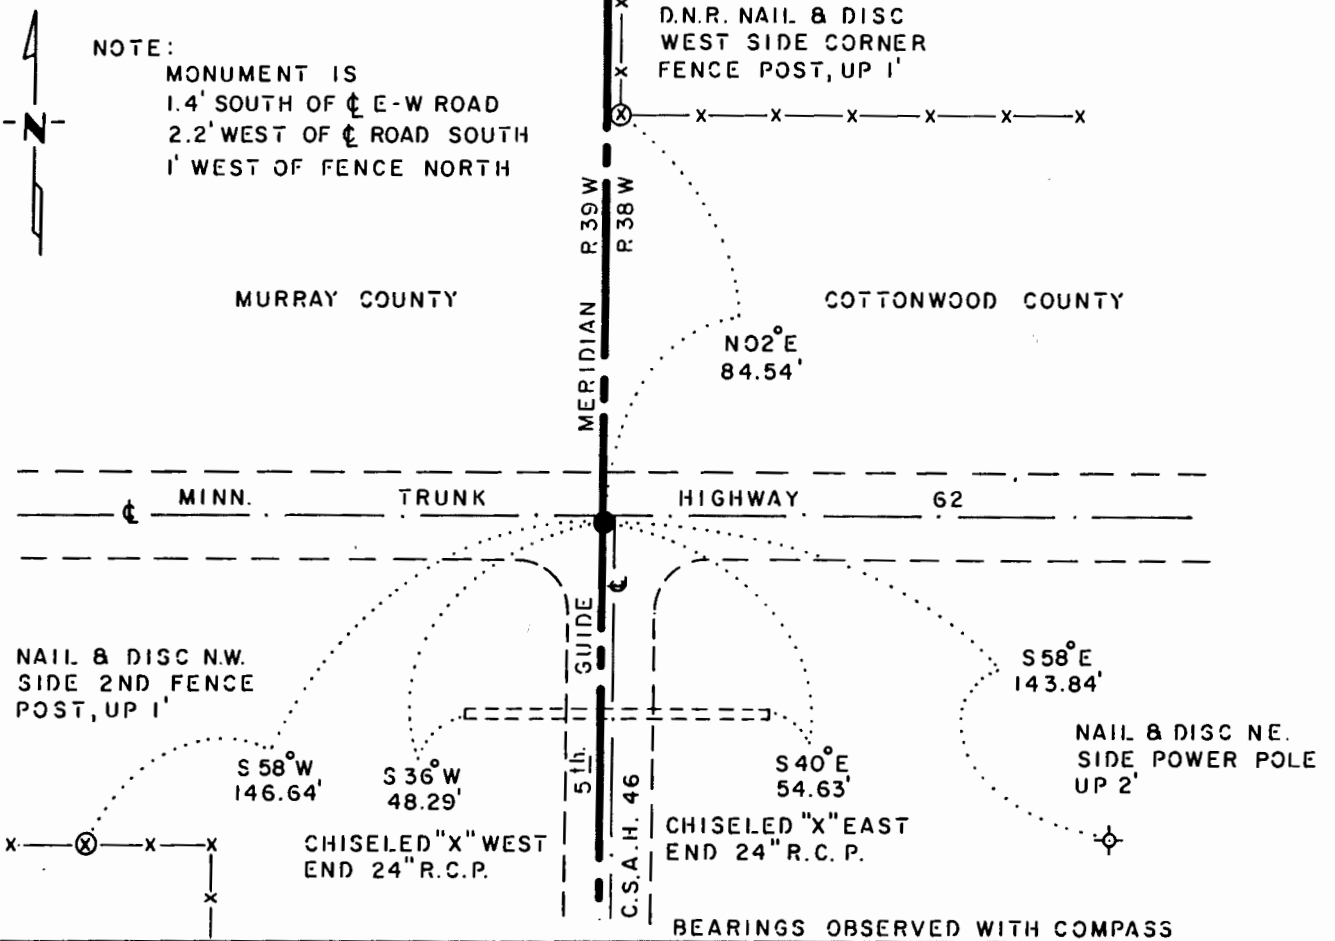 D.N.R. NAIL & DISC
WEST SIDE CORNER
FENCE POST, UP 1'
NOTE:
MONUMENT IS
1.4' SOUTH OF ℄ E-W ROAD
2.2' WEST OF ℄ ROAD SOUTH
1' WEST OF FENCE NORTH
N
R. 39 W
R. 38 W
MURRAY COUNTY
COTTONWOOD COUNTY
MERIDIAN
N 02° E
84.54'
℄ MINN. TRUNK HIGHWAY 62
℄
GUIDE
5th.
NAIL & DISC N.W.
SIDE 2ND FENCE
POST, UP 1'
S 58° E
143.84'
NAIL & DISC N.E.
SIDE POWER POLE
UP 2'
S 58° W
146.64'
S 36° W
48.29'
S 40° E
54.63'
CHISELED "X" WEST
END 24" R.C.P.
C.S.A.H. 46
CHISELED "X" EAST
END 24" R.C.P.
BEARINGS OBSERVED WITH COMPASS